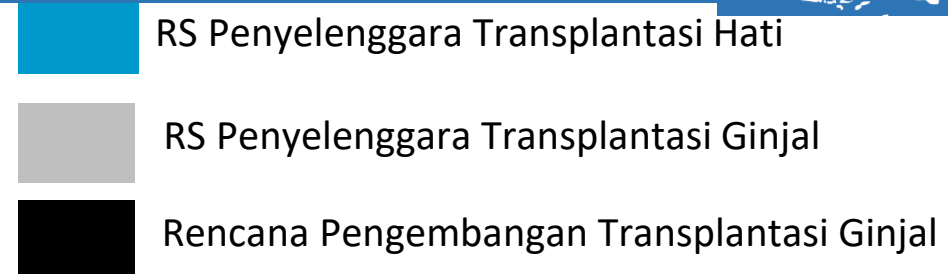 RS Penyelenggara Transplantasi Hati
RS Penyelenggara Transplantasi Ginjal
Rencana Pengembangan Transplantasi Ginjal